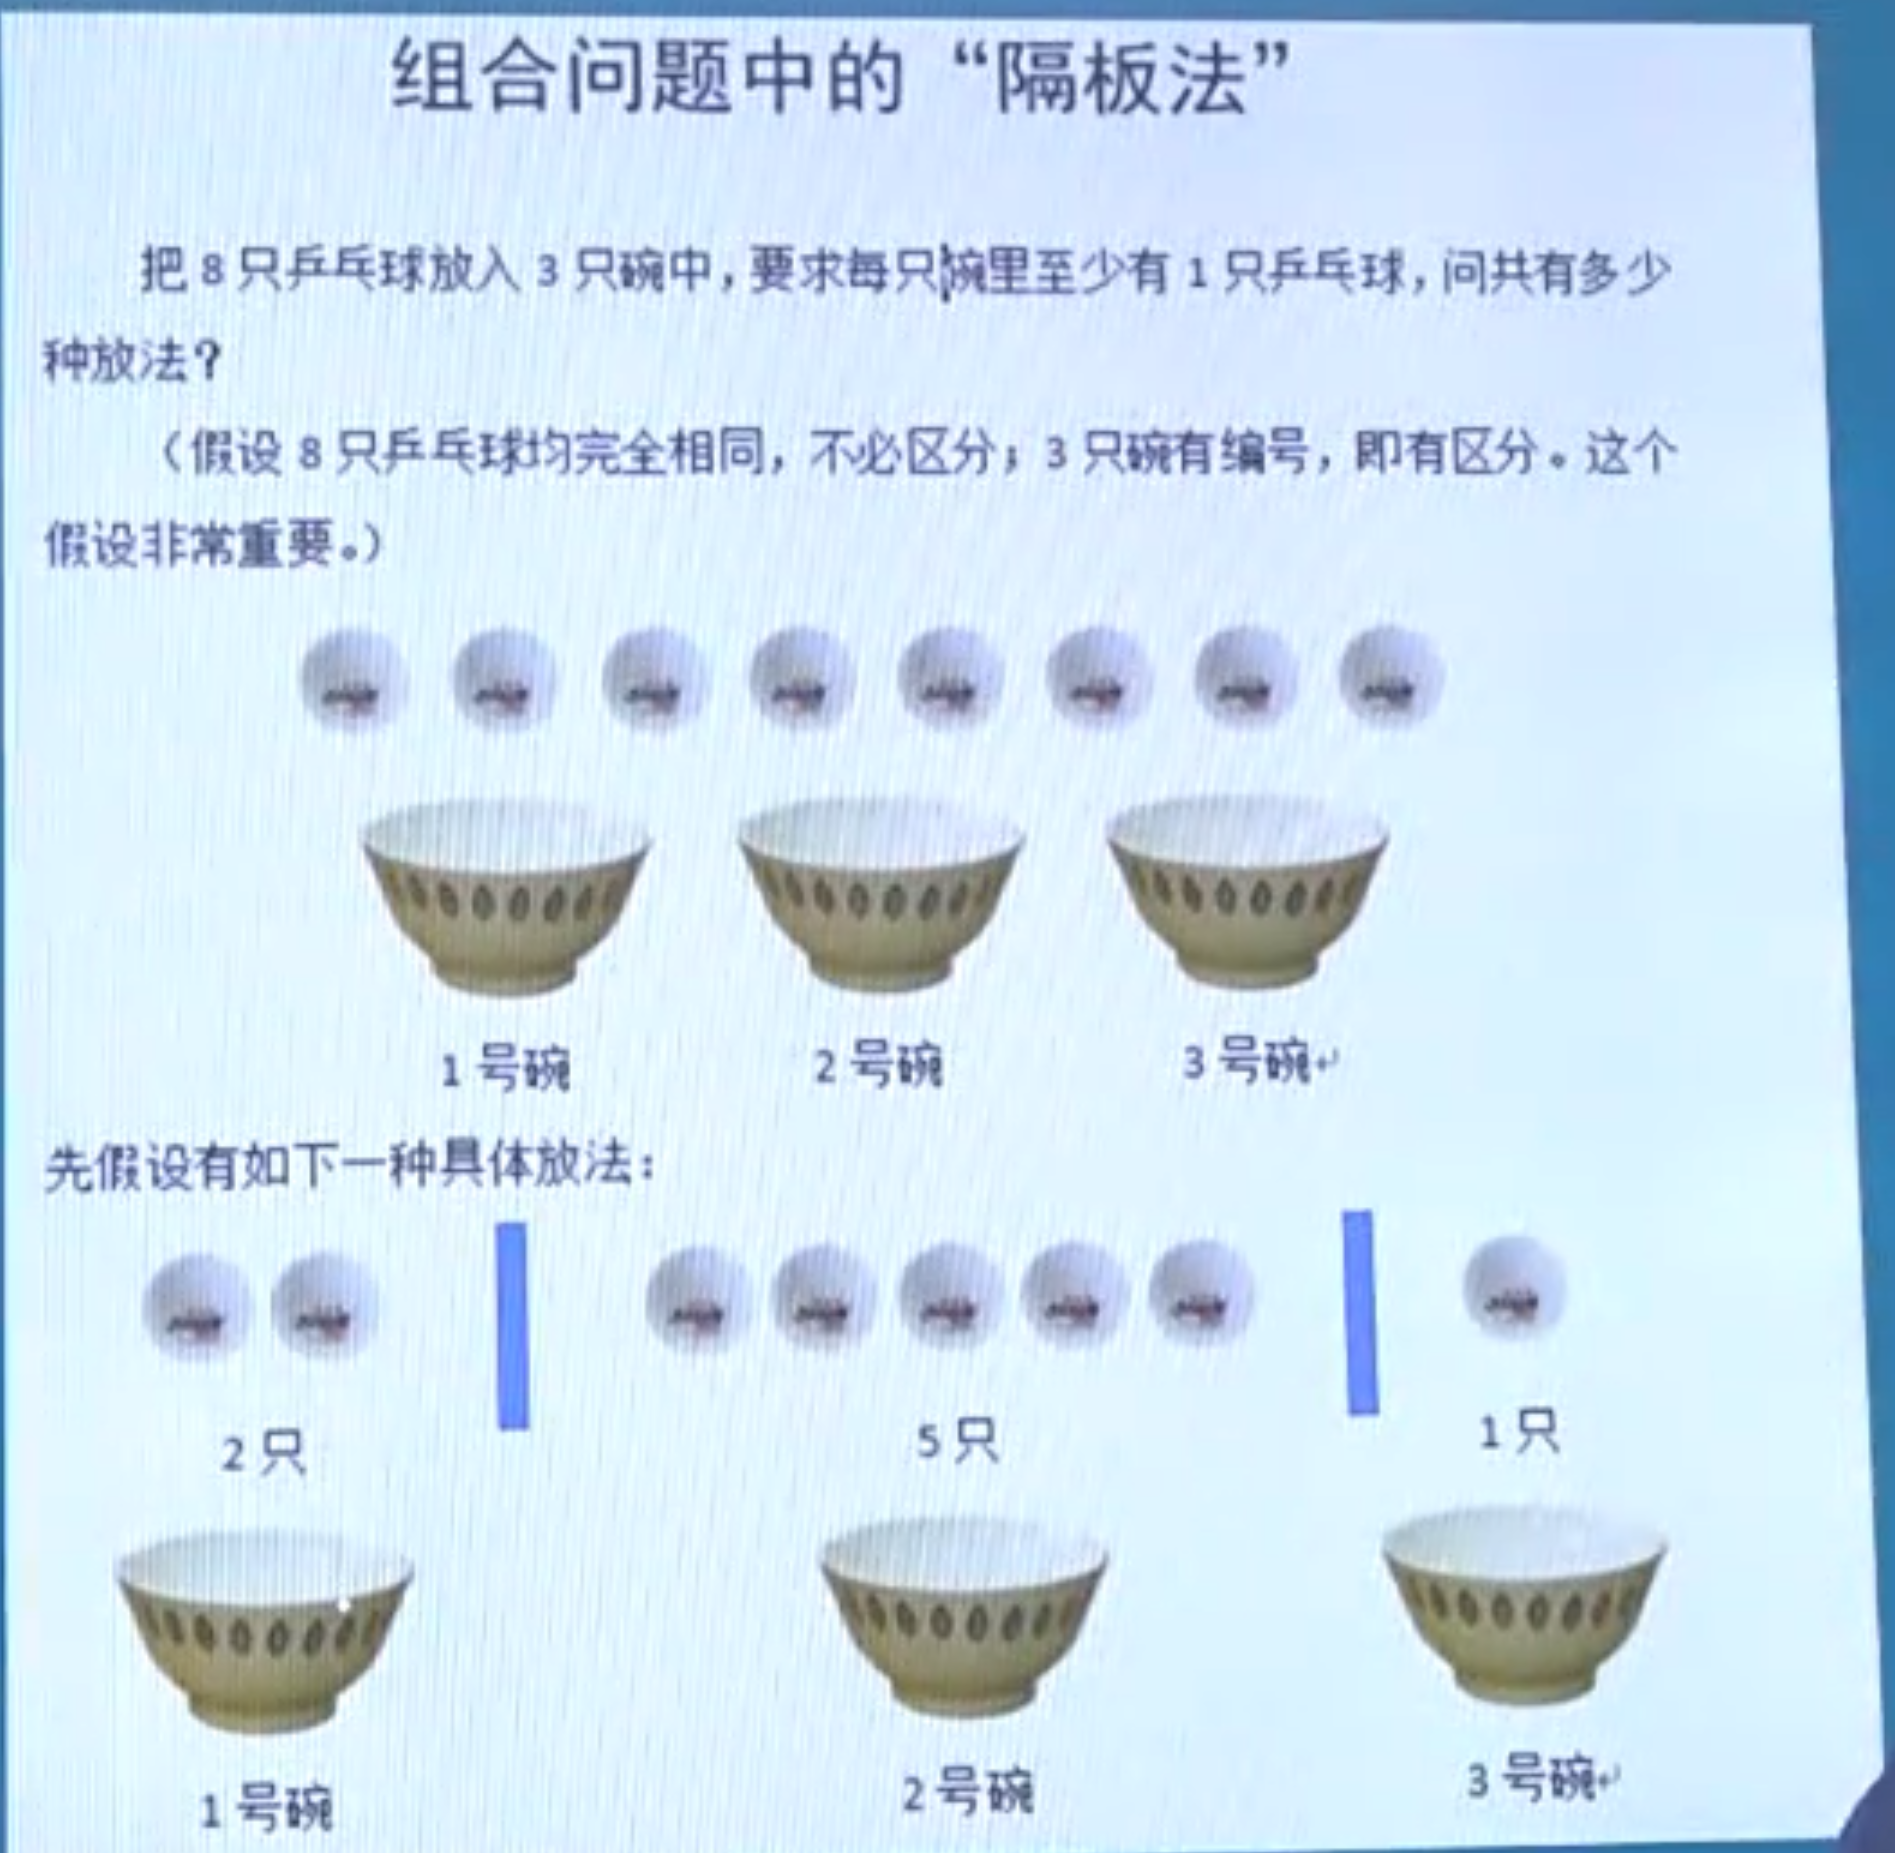 组合问题中的“隔板法”
把 8 只乒乓球放入 3 只碗中，要求每只碗里至少有 1 只乒乓球，问共有多少
种放法？
（假设 8 只乒乓球均完全相同，不必区分；3 只碗有编号，即有区分。这个
假设非常重要。）
1 号碗 2 号碗 3 号碗
先假设有如下一种具体放法：
2 只 5 只 1 只
1 号碗 2 号碗 3 号碗